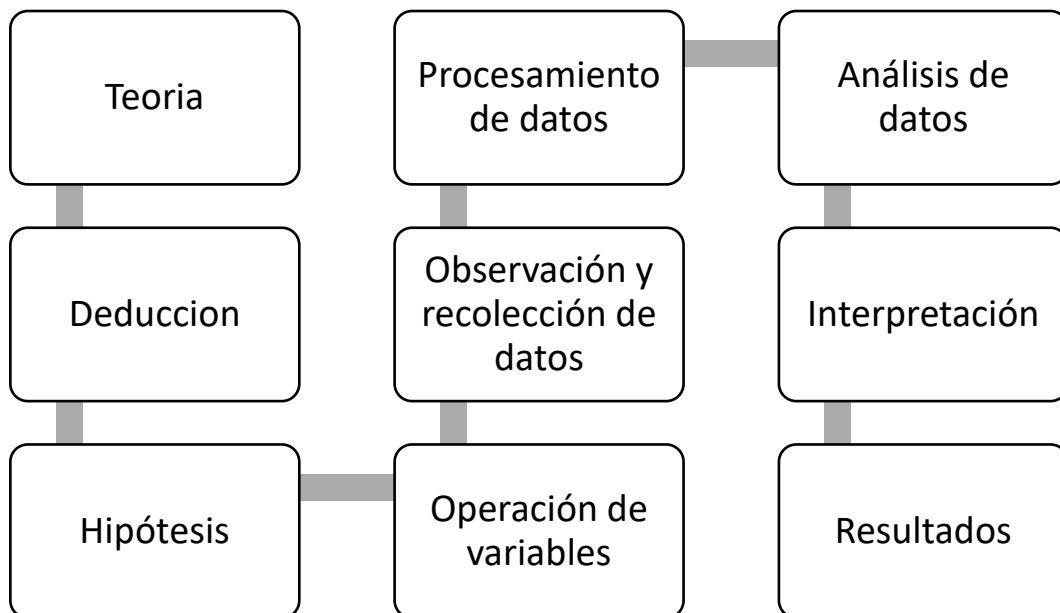 Teoria
Deduccion
Hipótesis
Operación de
variables
Observación y
recolección de
datos
Procesamiento
de datos
Análisis de
datos
Interpretación
Resultados